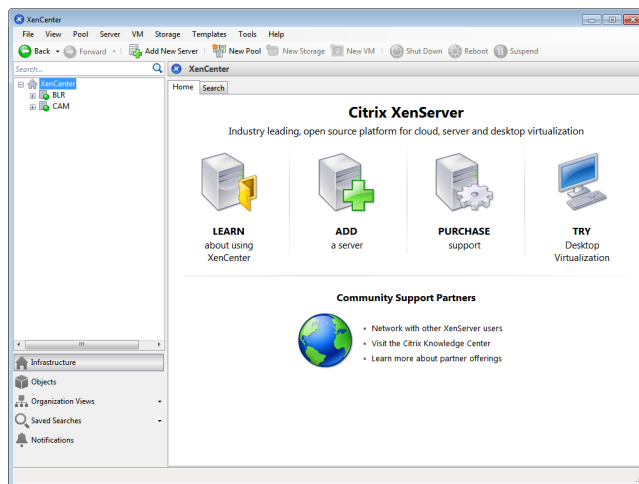 XenCenter
File View Pool Server VM Storage Templates Tools Help
Back Forward Add New Server New Pool New Storage New VM Shut Down Reboot Suspend
Search...
XenCenter
BLR
CAM
Infrastructure
Objects
Organization Views
Saved Searches
Notifications
XenCenter
Home Search
Citrix XenServer
Industry leading, open source platform for cloud, server and desktop virtualization
LEARN
about using
XenCenter
ADD
a server
PURCHASE
support
TRY
Desktop
Virtualization
Community Support Partners
• Network with other XenServer users
• Visit the Citrix Knowledge Center
• Learn more about partner offerings